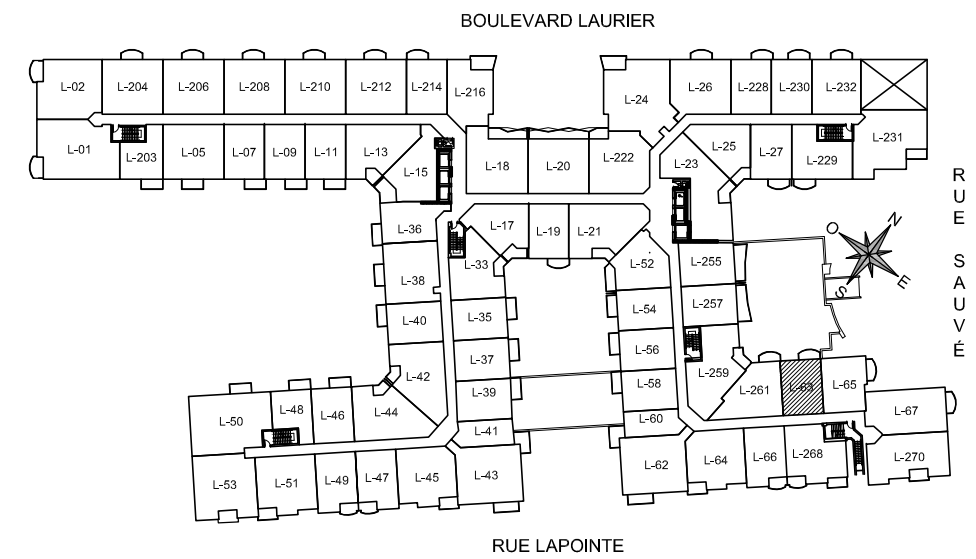 BOULEVARD LAURIER
L-02 L-204 L-206 L-208 L-210 L-212 L-214 L-216 L-24 L-26 L-228 L-230 L-232
L-01 L-203 L-05 L-07 L-09 L-11 L-13 L-15 L-18 L-20 L-222 L-23 L-25 L-27 L-229 L-231
L-36 L-17 L-19 L-21
L-33 L-52 L-255
L-38
L-35 L-54 L-257
L-40
L-37 L-56
L-42 L-39 L-58 L-259 L-261 L-63 L-65
L-50 L-48 L-46 L-44 L-41 L-60 L-67
L-53 L-51 L-49 L-47 L-45 L-43 L-62 L-64 L-66 L-268 L-270
N
O
E
S
RUE SAUVÉ
RUE LAPOINTE